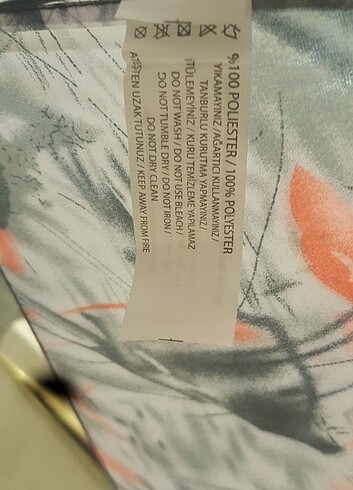 %100 POLIESTER / 100% POLYESTER
YIKAMAYINIZ / AĞARTICI KULLANMAYINIZ /
TANBURLU KURUTMA YAPMAYINIZ /
ÜTÜLEMEYİNİZ / KURU TEMİZLEME YAPILAMAZ
DO NOT WASH / DO NOT USE BLEACH /
DO NOT TUMBLE DRY / DO NOT IRON /
DO NOT DRY CLEAN
ATEŞTEN UZAK TUTUNUZ / KEEP AWAY FROM FIRE